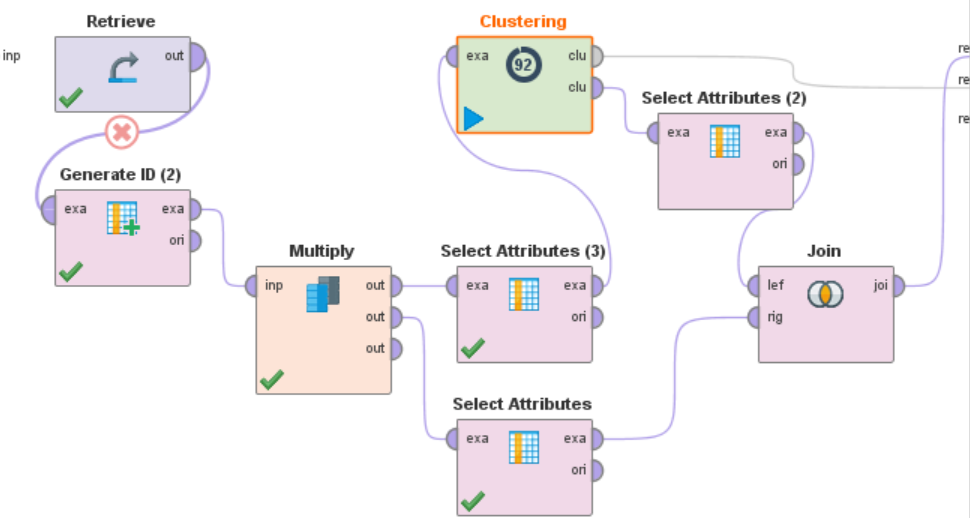 Retrieve
Clustering
inp
out
exa
92
clu
re
clu
re
Select Attributes (2)
exa
exa
re
ori
Generate ID (2)
exa
exa
ori
Multiply
Select Attributes (3)
Join
inp
out
exa
exa
lef
joi
out
ori
rig
out
Select Attributes
exa
exa
ori